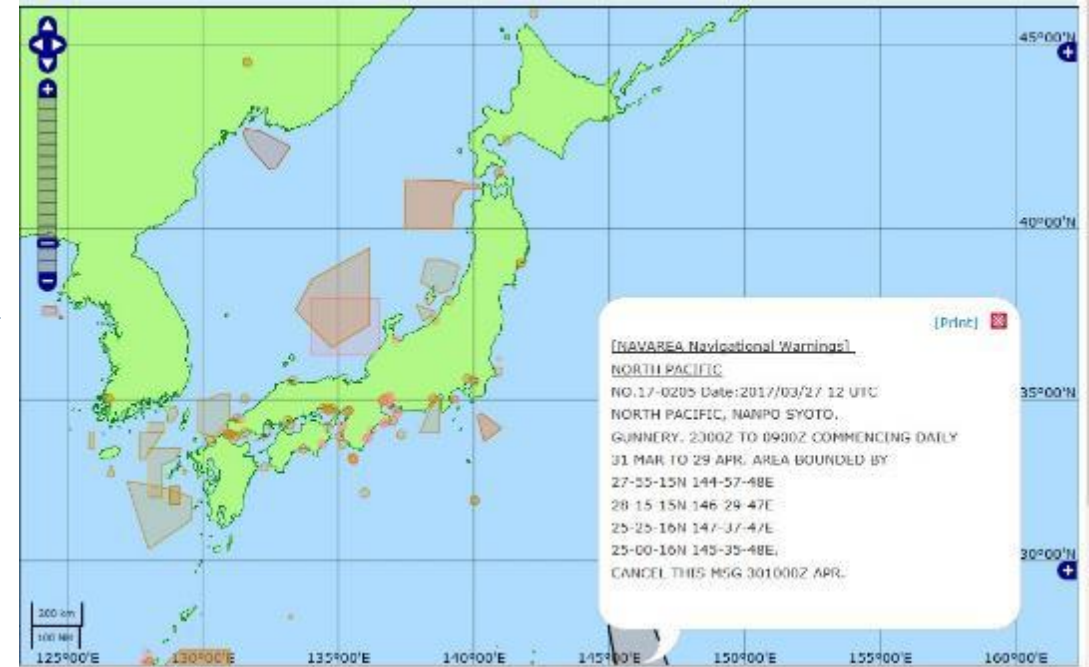 45°00'N
40°00'N
35°00'N
30°00'N
[Print]
[NAVAREA Navigational Warnings]
NORTH PACIFIC
NO.17-0205 Date:2017/03/27 12 UTC
NORTH PACIFIC, NANPO SYOTO.
GUNNERY. 2300Z TO 0900Z COMMENCING DAILY
31 MAR TO 29 APR. AREA BOUNDED BY
27-55-15N 144-57-48E
28-15-15N 146-29-47E
25-25-16N 147-37-47E
25-00-16N 145-35-48E.
CANCEL THIS MSG 301000Z APR.
200 km
100 NM
125°00'E 130°00'E 135°00'E 140°00'E 145°00'E 150°00'E 155°00'E 160°00'E